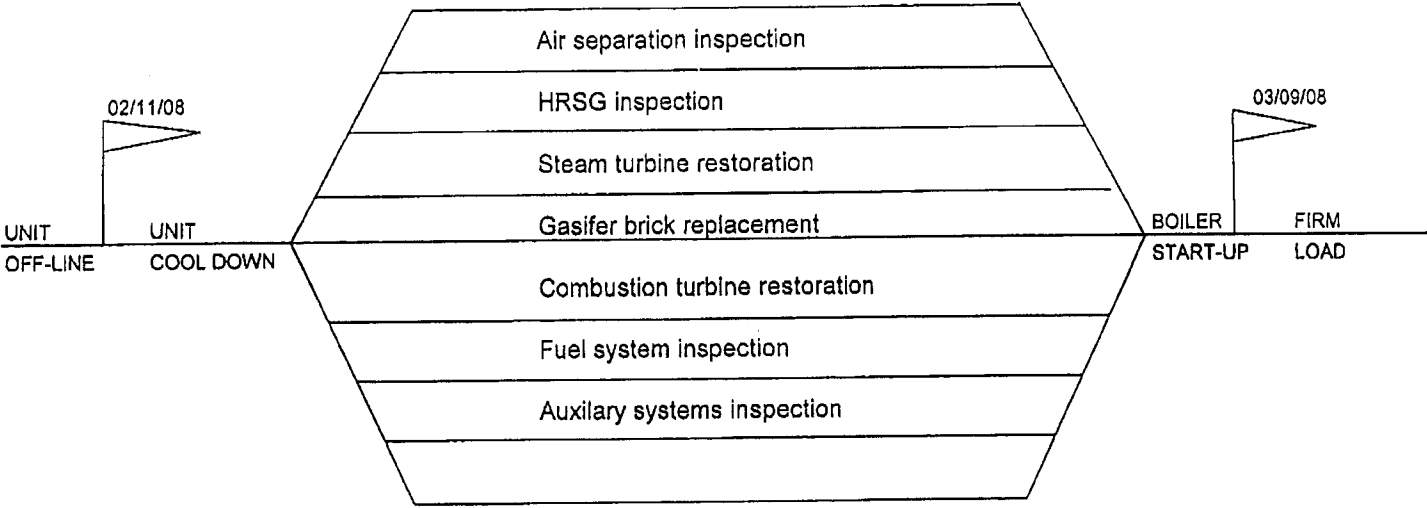 Air separation inspection
HRSG inspection
Steam turbine restoration
Gasifer brick replacement
Combustion turbine restoration
Fuel system inspection
Auxilary systems inspection
02/11/08
UNIT
OFF-LINE
UNIT
COOL DOWN
03/09/08
BOILER
START-UP
FIRM
LOAD